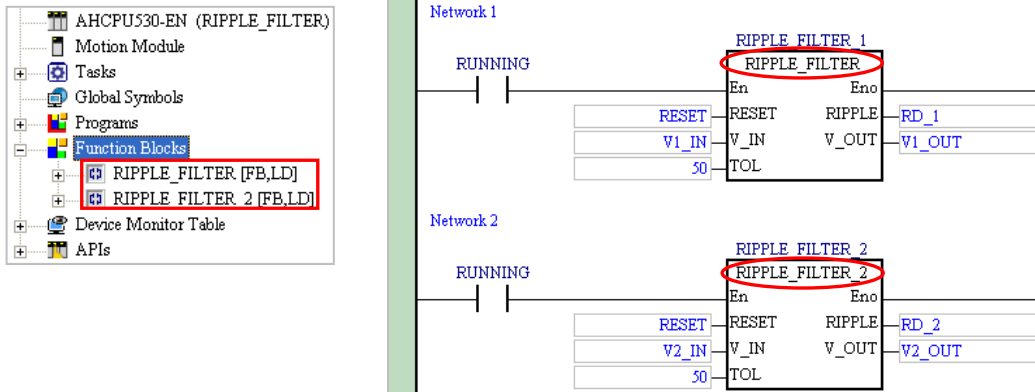 AHCPU530-EN (RIPPLE_FILTER)
Motion Module
Tasks
Global Symbols
Programs
Function Blocks
RIPPLE_FILTER [FB,LD]
RIPPLE_FILTER_2 [FB,LD]
Device Monitor Table
APIs
Network 1
RIPPLE_FILTER_1
RUNNING
RIPPLE_FILTER
En Eno
RESET RESET RIPPLE RD_1
V1_IN V_IN V_OUT V1_OUT
50 TOL
Network 2
RIPPLE_FILTER_2
RUNNING
RIPPLE_FILTER_2
En Eno
RESET RESET RIPPLE RD_2
V2_IN V_IN V_OUT V2_OUT
50 TOL